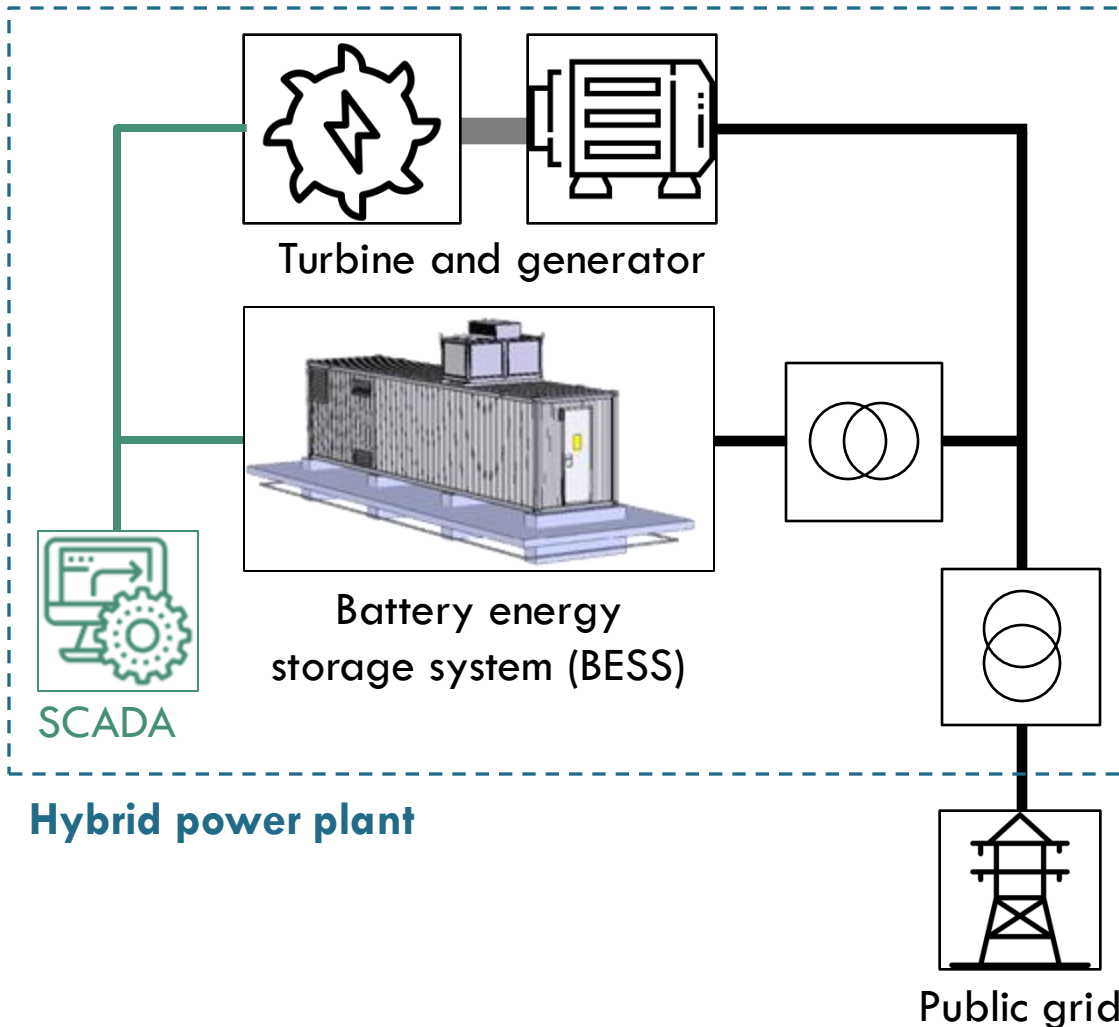 Turbine and generator
Battery energy
storage system (BESS)
SCADA
Hybrid power plant
Public grid